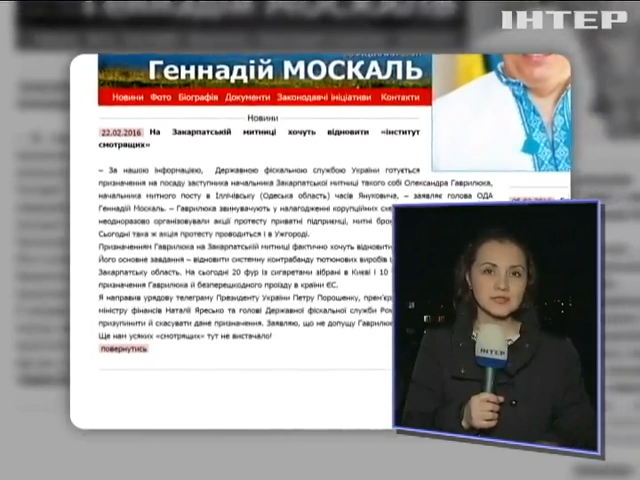 ІНТЕР
Геннадій МОСКАЛЬ
Новини Фото Біографія Документи Законодавчі ініціативи Контакти
Новини
22.02.2016 На Закарпатській митниці хочуть відновити «інститут
смотрящих»
– За нашою інформацією, Державною фіскальною службою України готується
призначення на посаду заступника начальника Закарпатської митниці такого собі Олександра Гаврилюка,
начальника митного посту в Іллічівську (Одеська область) часів Януковича, – заявляє голова ОДА
Геннадій Москаль. – Гаврилюка звинувачують у налагодженні корупційних
неодноразово організовували акції протесту приватні підприємці, митні
Сьогодні така ж акція протесту проводиться і в Ужгороді.
Призначенням Гаврилюка на Закарпатську митниці фактично хочуть
Його основне завдання – відновити системну контрабанду тютюнових виробів
Закарпатську область. На сьогодні 20 фур із сигаретами зібрані в Києві і 10
призначення Гаврилюка й безперешкодного проїзду в країни ЄС.
Я направив урядову телеграму Президенту України Петру Порошенку,
міністру фінансів Наталії Яресько та голові Державної фіскальної служби
призупинити й скасувати дане призначення. Заявляю, що не допущу
Ще нам усяких «смотрящих» тут не вистачало!
повернутись
ІНТЕР